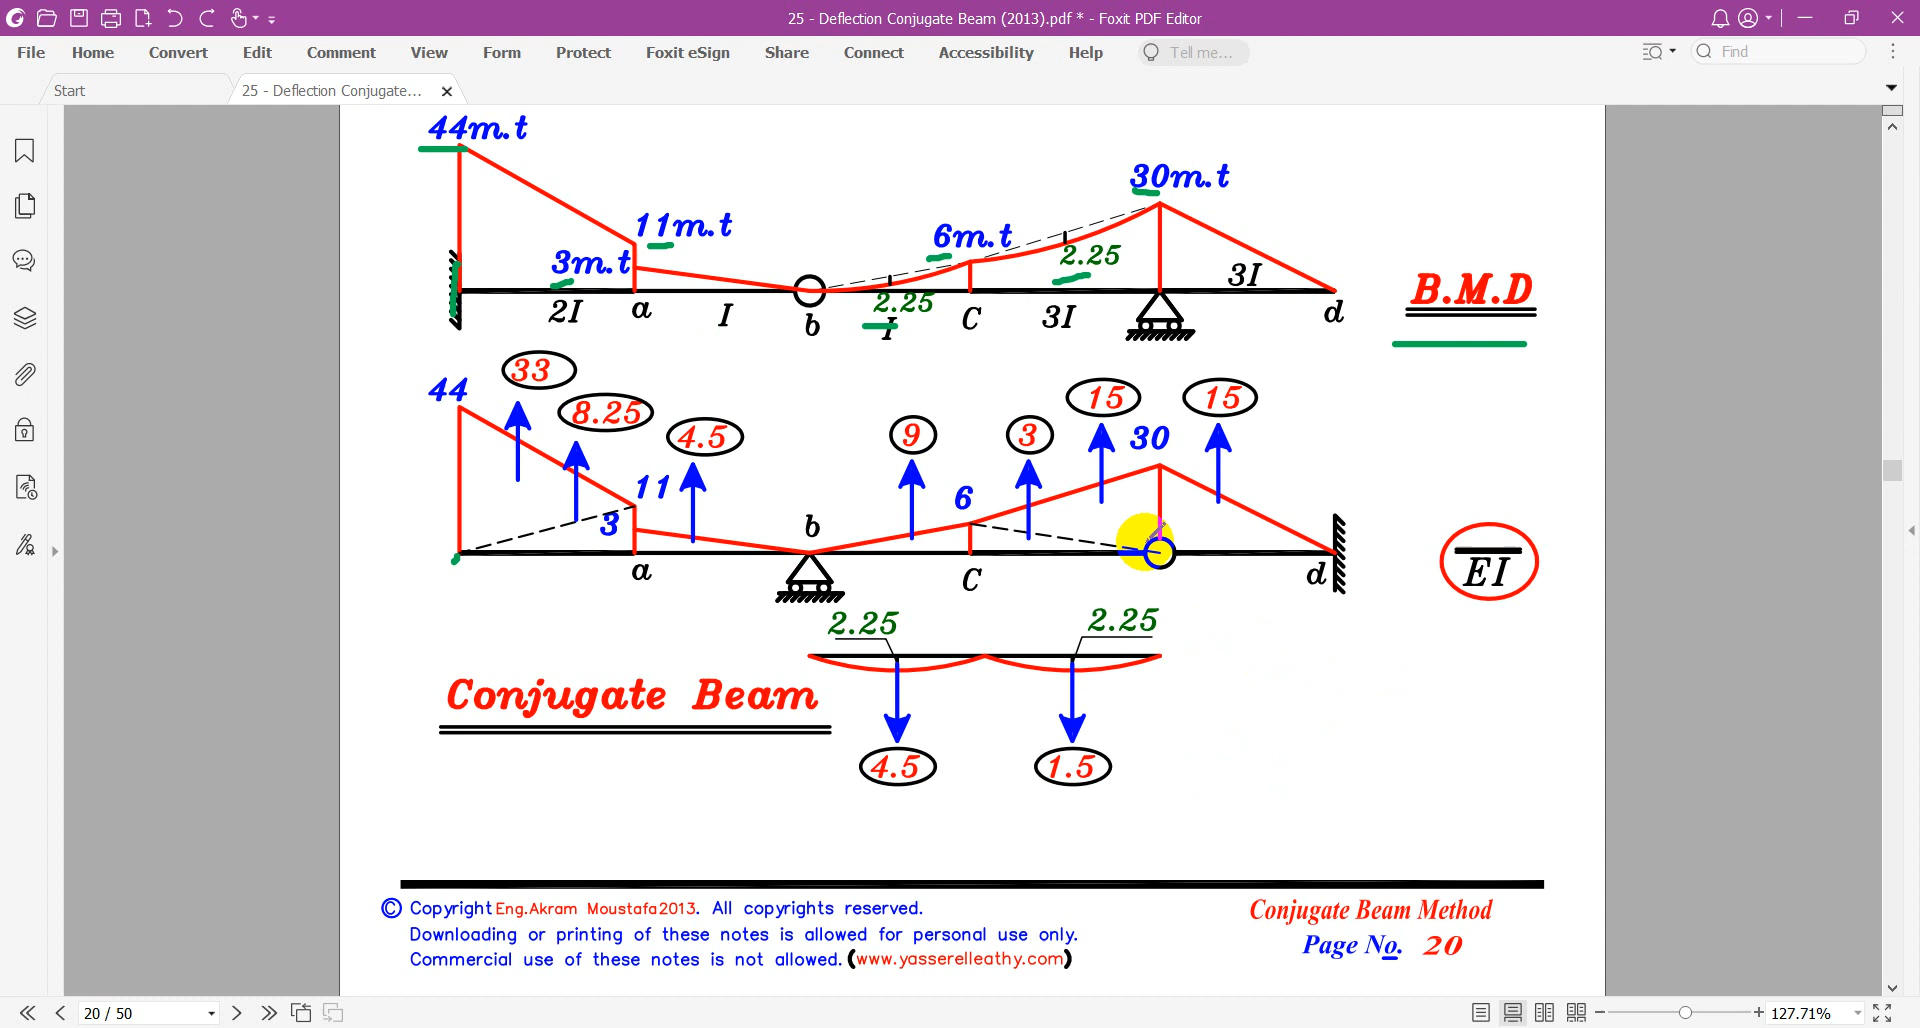 25 - Deflection Conjugate Beam (2013).pdf * - Foxit PDF Editor
File Home Convert Edit Comment View Form Protect Foxit eSign Share Connect Accessibility Help Tell me... Find
Start 25 - Deflection Conjugate...
44m.t
30m.t
11m.t
6m.t
3m.t
2.25
3I
B.M.D
2.25
2I a I b I C 3I d
33
44
8.25
15 15
4.5 9 3 30
11 6
3 b
a C d EI
2.25 2.25
Conjugate Beam
4.5 1.5
© Copyright Eng.Akram Moustafa2013. All copyrights reserved.
Conjugate Beam Method
Downloading or printing of these notes is allowed for personal use only.
Page No. 20
Commercial use of these notes is not allowed. (www.yasserelleathy.com)
20 / 50 127.71%